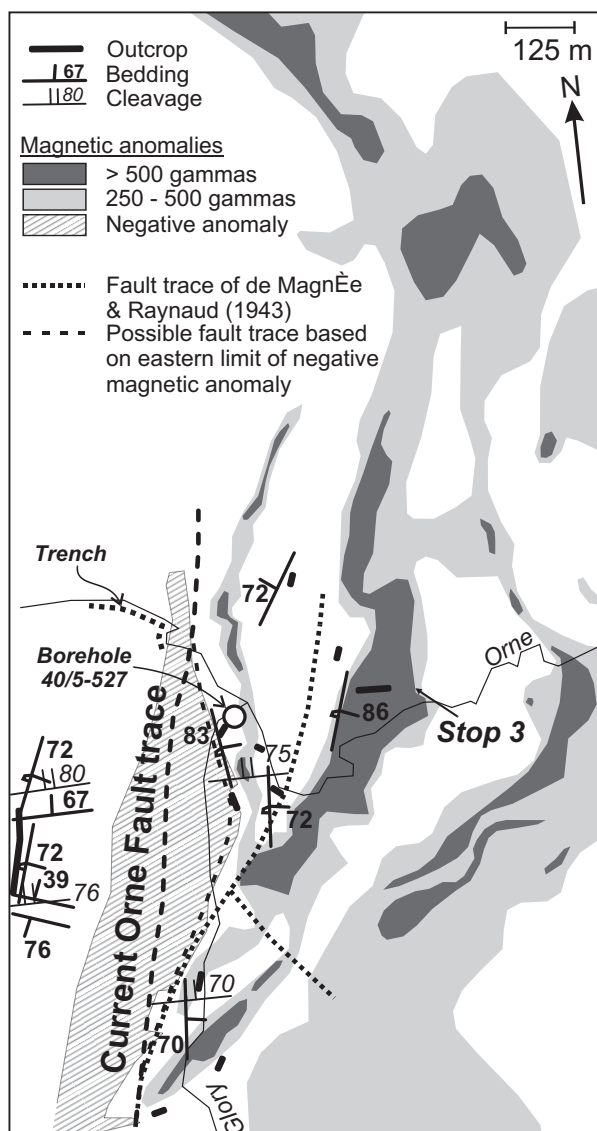 Outcrop
67 Bedding
80 Cleavage
Magnetic anomalies
> 500 gammas
250 - 500 gammas
Negative anomaly
Fault trace of de MagnÈe
& Raynaud (1943)
Possible fault trace based
on eastern limit of negative
magnetic anomaly
125 m
N
Trench
72
Borehole
40/5-527
Orne
86
Stop 3
83
75
72
72
80
67
72
39
76
76
Current Orne Fault trace
70
70
Glory